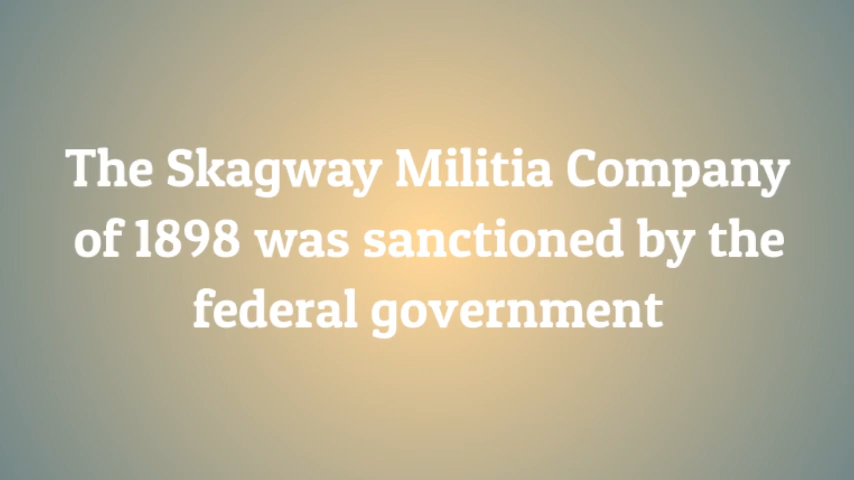 The Skagway Militia Company
of 1898 was sanctioned by the
federal government